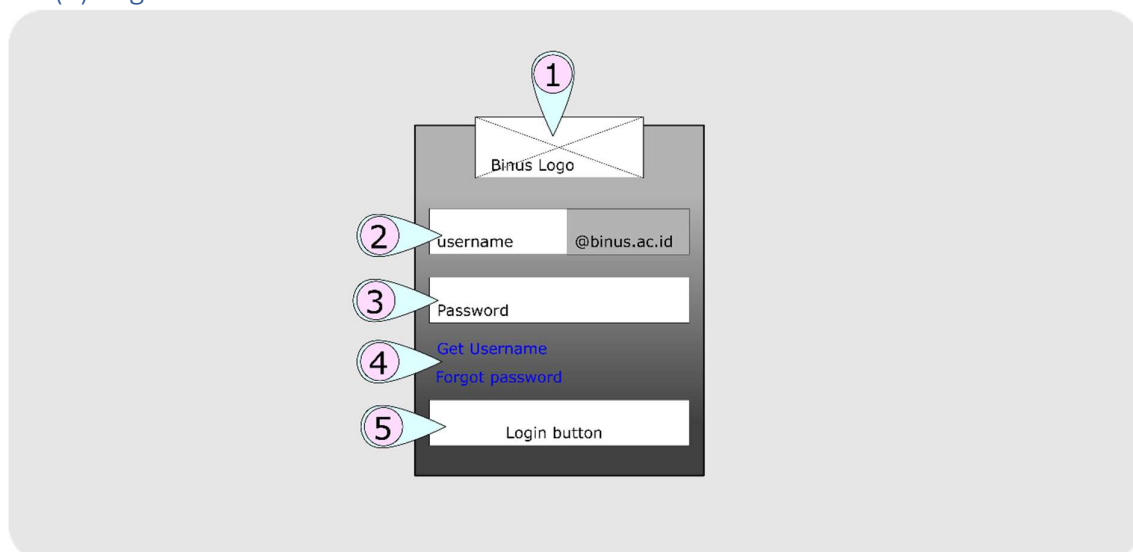 1
Binus Logo
2
username @binus.ac.id
3
Password
4
Get Username
Forgot password
5
Login button